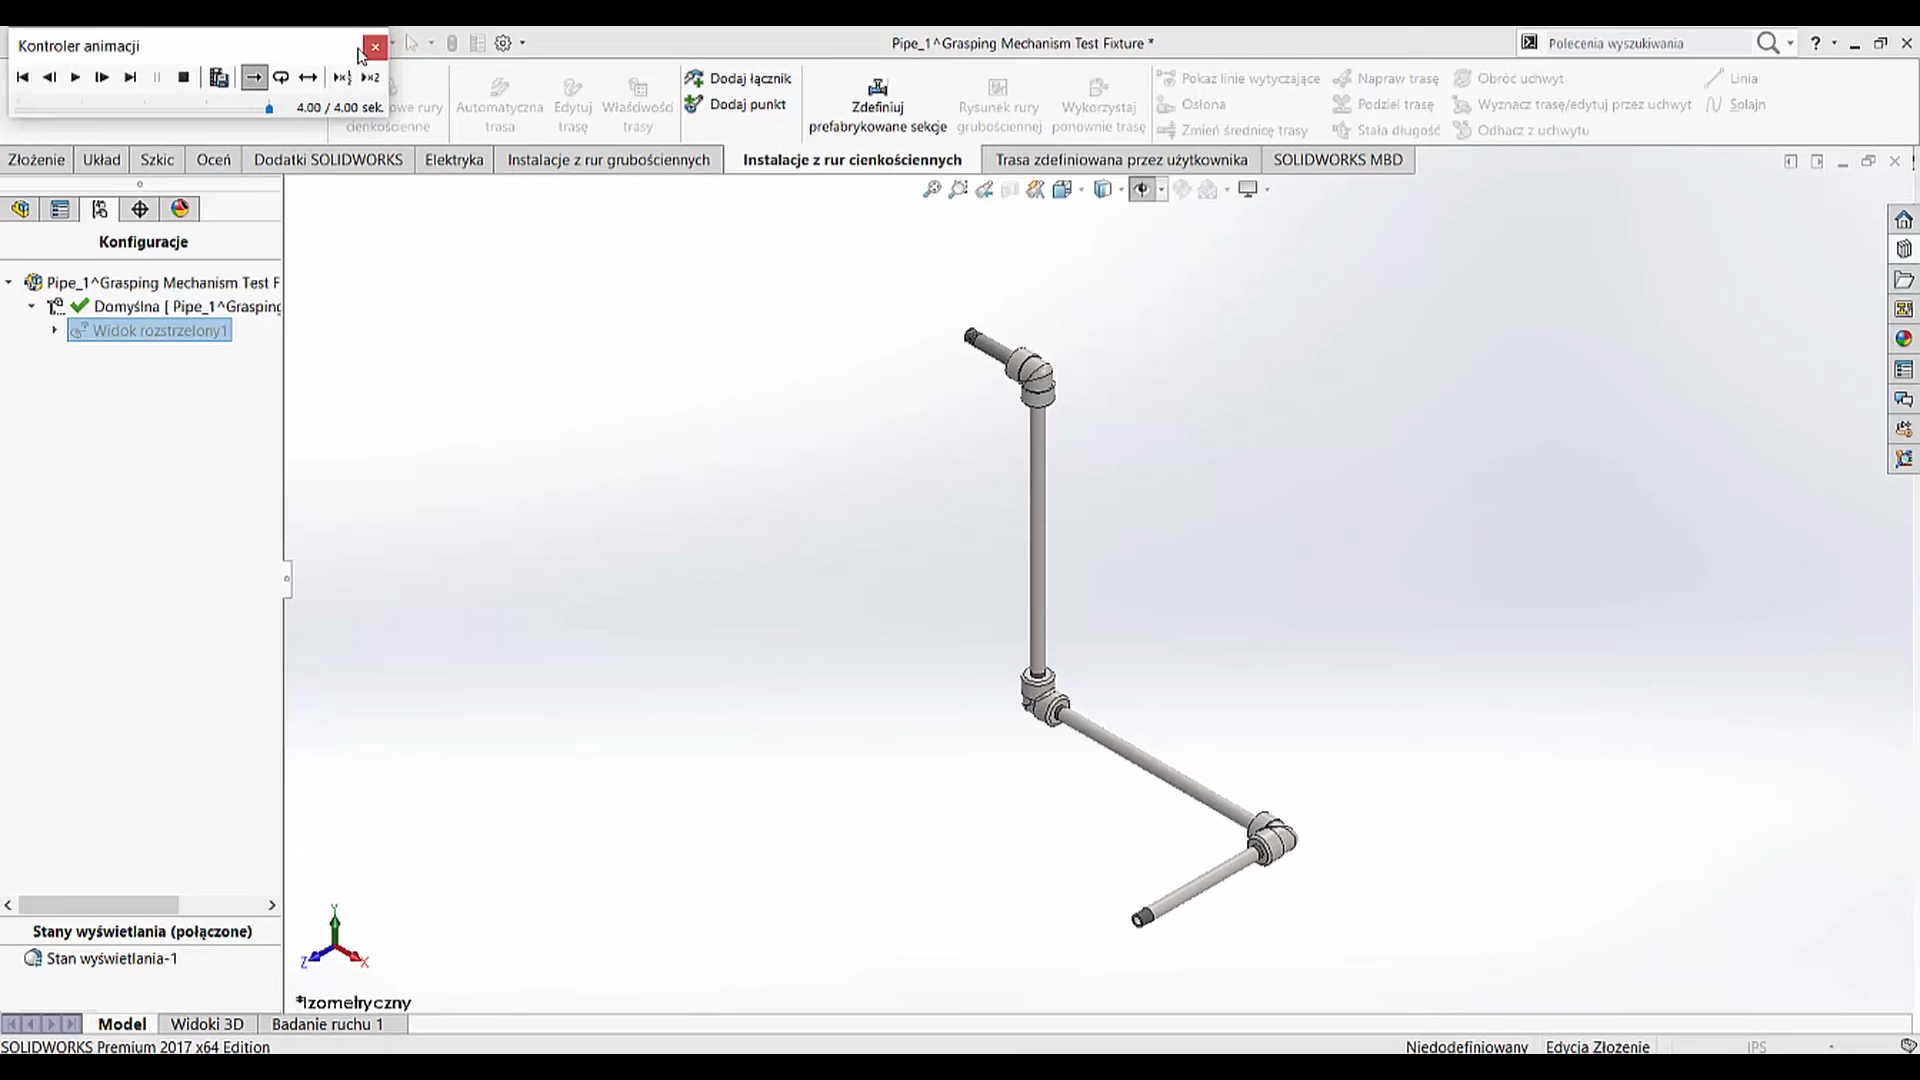 Kontroler animacji
4.00 / 4.00 sek.
Pipe_1^Grasping Mechanism Test Fixture *
Polecenia wyszukiwania
?
owe rury
cienkościenne
Automatyczna
trasa
Edytuj
trasę
Właściwości
trasy
Dodaj łącznik
Dodaj punkt
Zdefiniuj
prefabrykowane sekcje
Rysunek rury
grubościennej
Wykorzystaj
ponownie trasę
Pokaz linie wytyczające
Osłona
Zmień średnicę trasy
Napraw trasę
Podziel trasę
Stała długość
Obróć uchwyt
Wyznacz trasę/edytuj przez uchwyt
Odhacz z uchwytu
Linia
Splajn
Złożenie
Układ
Szkic
Oceń
Dodatki SOLIDWORKS
Elektryka
Instalacje z rur grubościennych
Instalacje z rur cienkościennych
Trasa zdefiniowana przez użytkownika
SOLIDWORKS MBD
Konfiguracje
Pipe_1^Grasping Mechanism Test F
Domyślna [ Pipe_1^Grasping
Widok rozstrzelony1
Stany wyświetlania (połączone)
Stan wyświetlania-1
Y
Z
X
*Izometryczny
Model
Widoki 3D
Badanie ruchu 1
SOLIDWORKS Premium 2017 x64 Edition
Niedodefiniowany
Edycja Złożenie
IPS